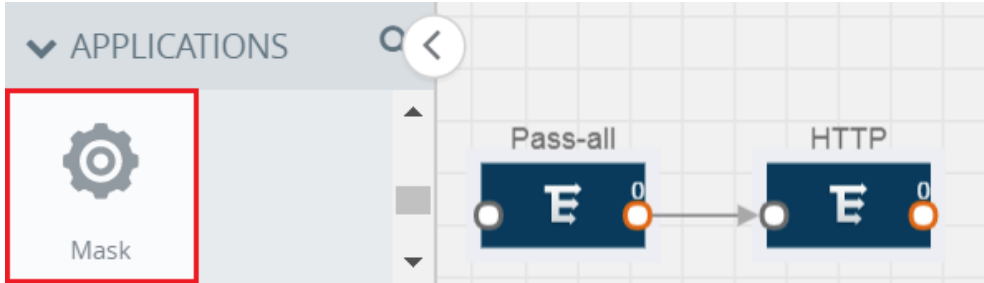 APPLICATIONS
Mask
Pass-all
0
HTTP
0